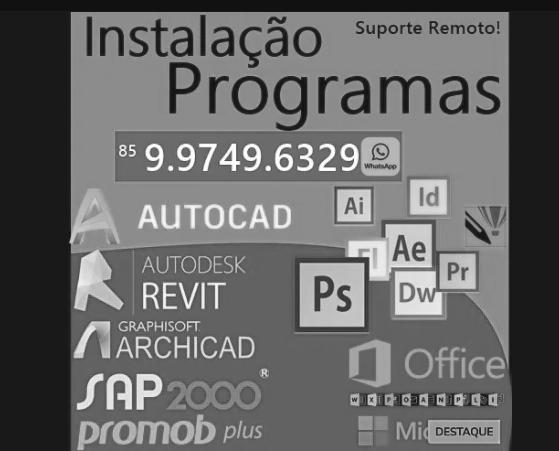 Instalação
Suporte Remoto!
Programas
85 9.9749.6329
WhatsApp
AUTOCAD
Ai
Id
Fl
Ae
Pr
Ps
Dw
AUTODESK
REVIT
GRAPHISOFT
ARCHICAD
SAP2000®
Office
promob plus
Mic
DESTAQUE